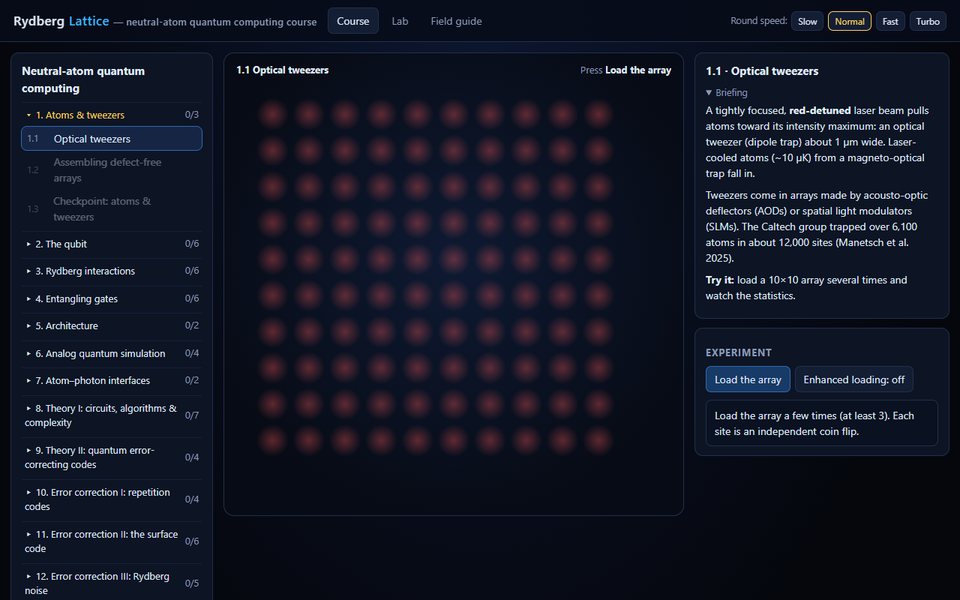 Rydberg Lattice — neutral-atom quantum computing course
Course
Lab
Field guide
Round speed:
Slow
Normal
Fast
Turbo
Neutral-atom quantum
computing
1. Atoms & tweezers 0/3
1.1 Optical tweezers
1.2 Assembling defect-free
arrays
1.3 Checkpoint: atoms &
tweezers
2. The qubit 0/6
3. Rydberg interactions 0/6
4. Entangling gates 0/6
5. Architecture 0/2
6. Analog quantum simulation 0/4
7. Atom–photon interfaces 0/2
8. Theory I: circuits, algorithms &
complexity 0/7
9. Theory II: quantum error-
correcting codes 0/4
10. Error correction I: repetition
codes 0/4
11. Error correction II: the surface
code 0/6
12. Error correction III: Rydberg
noise 0/5
1.1 Optical tweezers
Press Load the array
1.1 · Optical tweezers
Briefing
A tightly focused, red-detuned laser beam pulls
atoms toward its intensity maximum: an optical
tweezer (dipole trap) about 1 µm wide. Laser-
cooled atoms (~10 µK) from a magneto-optical
trap fall in.
Tweezers come in arrays made by acousto-optic
deflectors (AODs) or spatial light modulators
(SLMs). The Caltech group trapped over 6,100
atoms in about 12,000 sites (Manetsch et al.
2025).
Try it: load a 10×10 array several times and
watch the statistics.
EXPERIMENT
Load the array
Enhanced loading: off
Load the array a few times (at least 3). Each
site is an independent coin flip.